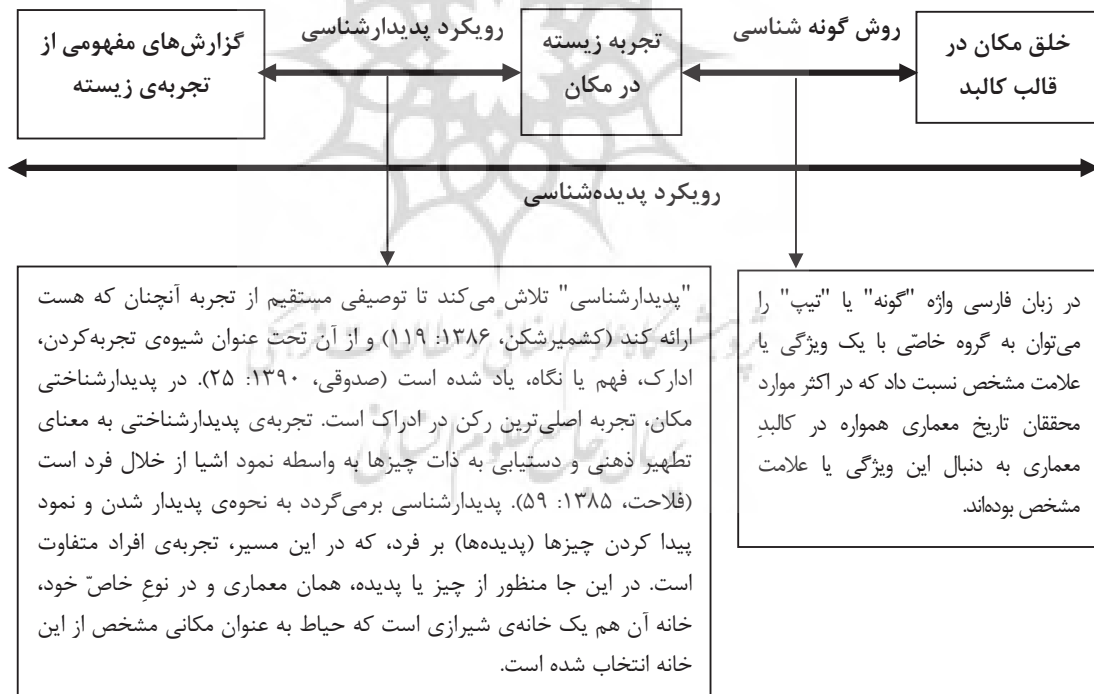 خلق مکان در
قالب کالبد
روش گونه شناسی
تجربه زیسته
در مکان
رویکرد پدیدارشناسی
گزارش‌های مفهومی از
تجربه‌ی زیسته
رویکرد پدیده‌شناسی
در زبان فارسی واژه "گونه" یا "تیپ" را
می‌توان به گروه خاصّی با یک ویژگی یا
علامت مشخص نسبت داد که در اکثر موارد
محققان تاریخ معماری همواره در کالبدِ
معماری به دنبال این ویژگی یا علامت
مشخص بوده‌اند.
"پدیدارشناسی" تلاش می‌کند تا توصیفی مستقیم از تجربه آنچنان که هست
ارائه کند (کشمیرشکن، ۱۳۸۶: ۱۱۹) و از آن تحت عنوان شیوه‌ی تجربه‌کردن،
ادارک، فهم یا نگاه، یاد شده است (صدوقی، ۱۳۹۰: ۲۵). در پدیدارشناختی
مکان، تجربه اصلی‌ترین رکن در ادراک است. تجربه‌ی پدیدارشناختی به معنای
تطهیر ذهنی و دستیابی به ذات چیزها به واسطه نمود اشیا از خلال فرد است
(فلاحت، ۱۳۸۵: ۵۹). پدیدارشناسی برمی‌گردد به نحوه‌ی پدیدار شدن و نمود
پیدا کردن چیزها (پدیده‌ها) بر فرد، که در این مسیر، تجربه‌ی افراد متفاوت
است. در این جا منظور از چیز یا پدیده، همان معماری و در نوعِ خاصّ خود،
خانه آن هم یک خانه‌ی شیرازی است که حیاط به عنوان مکانی مشخص از این
خانه انتخاب شده است.
پژوهشگاه علوم انسانی و مطالعات فرهنگی
پرتال جامع علوم انسانی